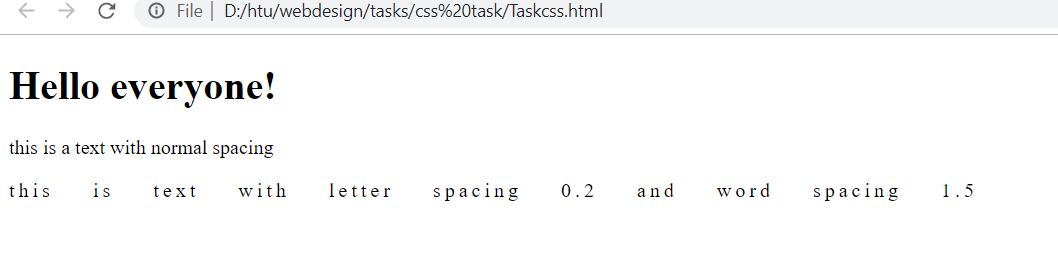 File | D:/htu/webdesign/tasks/css%20task/Taskcss.html
Hello everyone!
this is a text with normal spacing
this is text with letter spacing 0.2 and word spacing 1.5